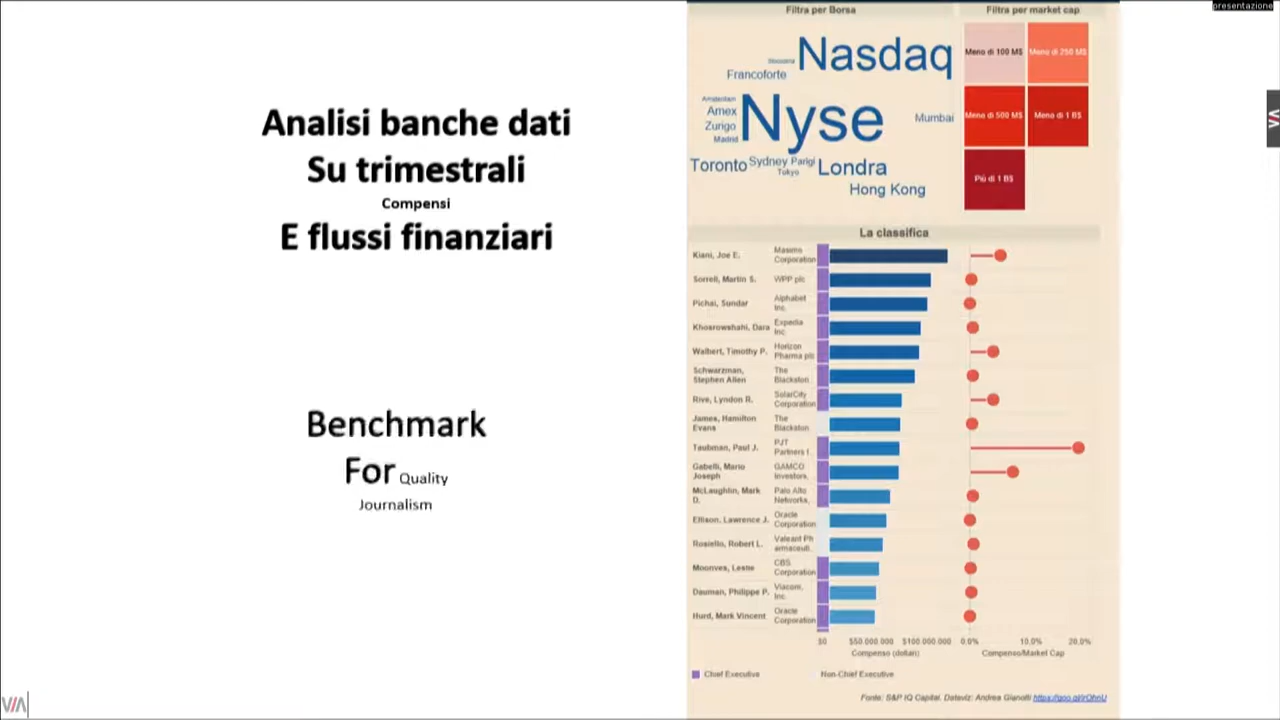 presentazione
Analisi banche dati
Su trimestrali
Compensi
E flussi finanziari
Benchmark
For Quality
Journalism
Filtra per Borsa
Filtra per market cap
Nasdaq
Francoforte
Amsterdam
Amex
Zurigo
Madrid
Nyse
Mumbai
Toronto
Sydney
Parigi
Tokyo
Londra
Hong Kong
Meno di 100 M$
Meno di 250 M$
Meno di 500 M$
Meno di 1 B$
Più di 1 B$
La classifica
Kiani, Joe E.
Masimo
Corporation
Sorrell, Martin S.
WPP plc
Pichai, Sundar
Alphabet
Inc.
Khosrowshahi, Dara
Expedia
Inc.
Walbert, Timothy P.
Horizon
Pharma plc
Schwarzman,
Stephen Allen
The
Blackston..
Rive, Lyndon R.
SolarCity
Corporation
James, Hamilton
Evans
The
Blackston..
Taubman, Paul J.
PJT
Partners I..
Gabelli, Mario
Joseph
GAMCO
Investors,
McLaughlin, Mark
D.
Palo Alto
Networks,
Ellison, Lawrence J.
Oracle
Corporation
Rosiello, Robert L.
Valeant Ph
armaceuti..
Moonves, Leslie
CBS
Corporation
Dauman, Philippe P.
Viacom,
Inc.
Hurd, Mark Vincent
Oracle
Corporation
$0
$50.000.000
$100.000.000
0,0%
10,0%
20,0%
Compenso (dollari)
Compenso/Market Cap
Chief Executive
Non-Chief Executive
Fonte: S&P IQ Capital. Dataviz: Andrea Gianotti
VIA